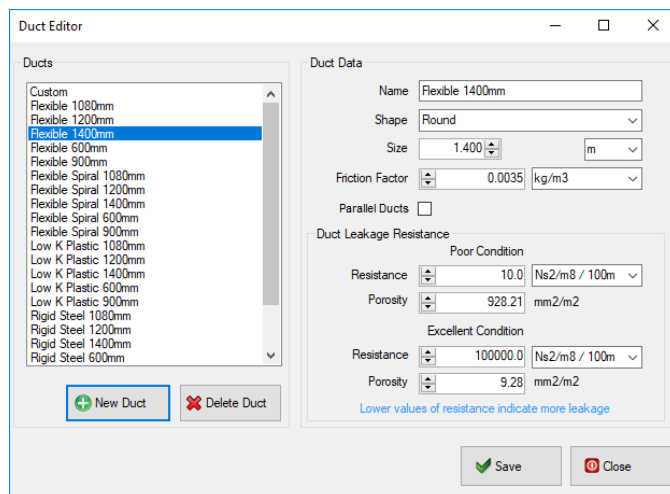 Duct Editor
Ducts
Custom
Flexible 1080mm
Flexible 1200mm
Flexible 1400mm
Flexible 600mm
Flexible 900mm
Flexible Spiral 1080mm
Flexible Spiral 1200mm
Flexible Spiral 1400mm
Flexible Spiral 600mm
Flexible Spiral 900mm
Low K Plastic 1080mm
Low K Plastic 1200mm
Low K Plastic 1400mm
Low K Plastic 600mm
Low K Plastic 900mm
Rigid Steel 1080mm
Rigid Steel 1200mm
Rigid Steel 1400mm
Rigid Steel 600mm
New Duct Delete Duct
Duct Data
Name Flexible 1400mm
Shape Round
Size 1.400 m
Friction Factor 0.0035 kg/m3
Parallel Ducts
Duct Leakage Resistance
Poor Condition
Resistance 10.0 Ns2/m8 / 100m
Porosity 928.21 mm2/m2
Excellent Condition
Resistance 100000.0 Ns2/m8 / 100m
Porosity 9.28 mm2/m2
Lower values of resistance indicate more leakage
Save Close